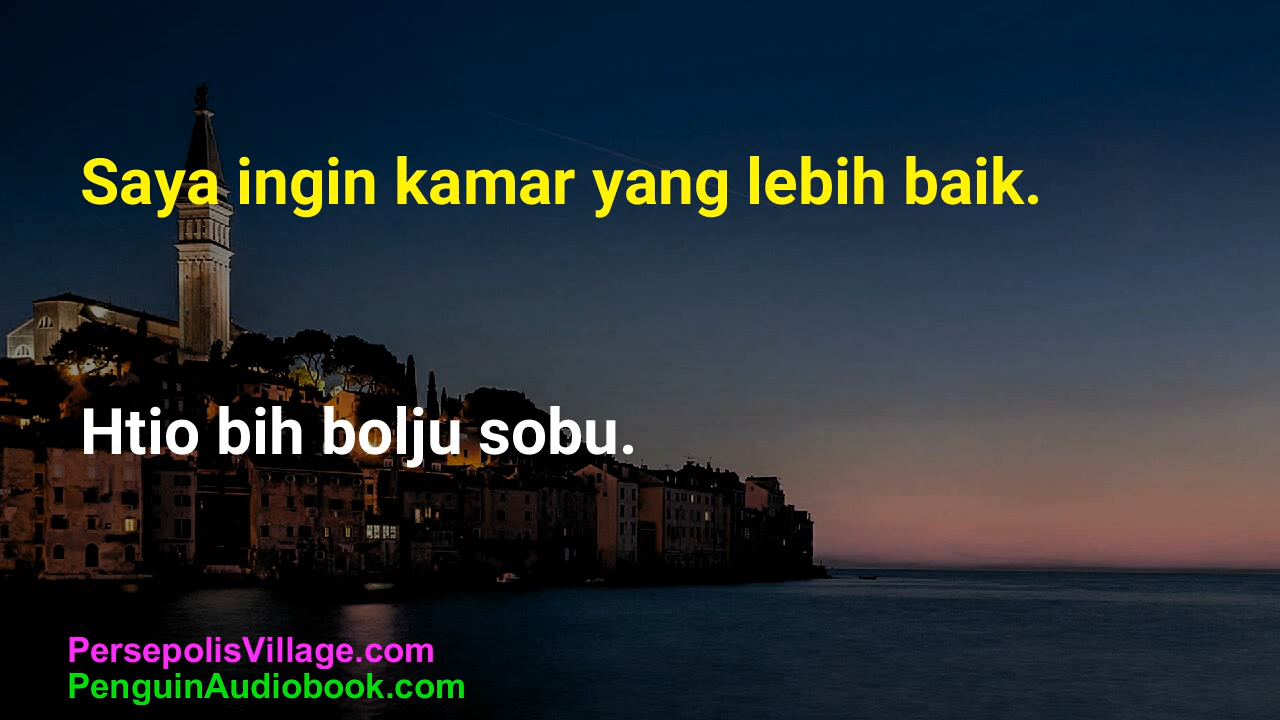 Saya ingin kamar yang lebih baik.
Htio bih bolju sobu.
PersepolisVillage.com
PenguinAudiobook.com